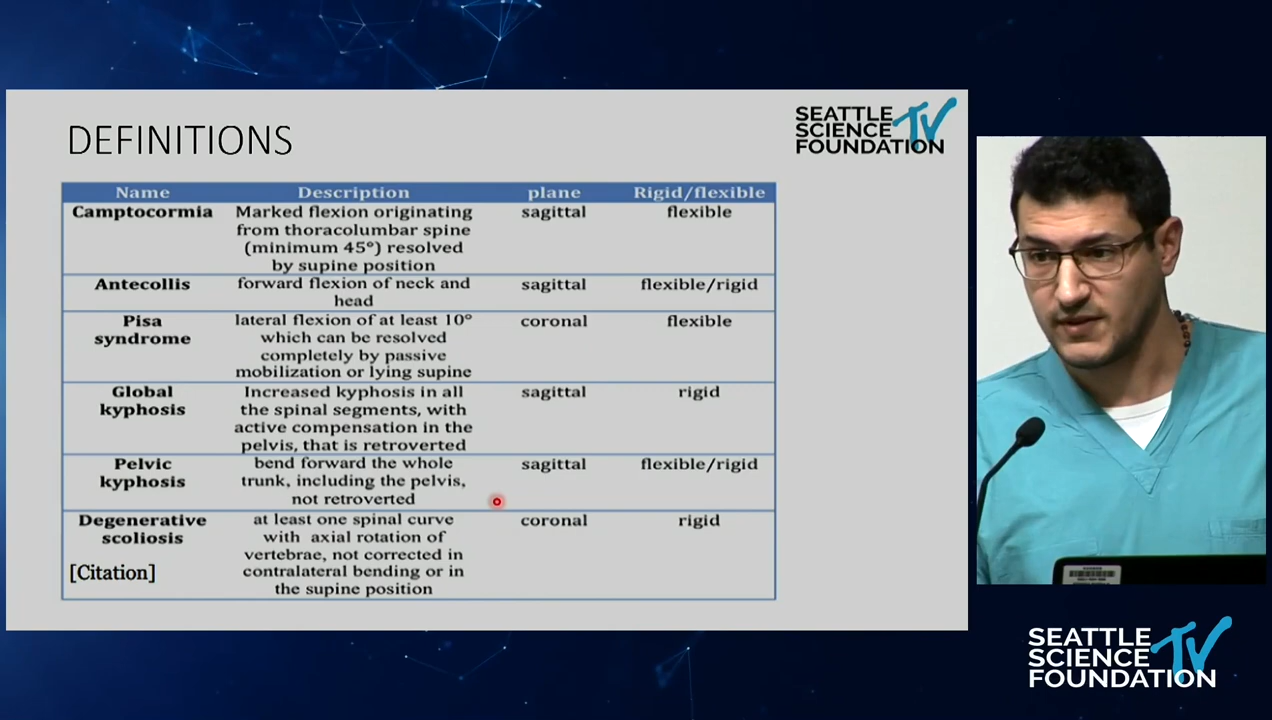 DEFINITIONS
SEATTLE
SCIENCE TV
FOUNDATION
Name Description plane Rigid/flexible
Camptocormia Marked flexion originating sagittal flexible
from thoracolumbar spine
(minimum 45°) resolved
by supine position
Antecollis forward flexion of neck and sagittal flexible/rigid
head
Pisa lateral flexion of at least 10° coronal flexible
syndrome which can be resolved
completely by passive
mobilization or lying supine
Global Increased kyphosis in all sagittal rigid
kyphosis the spinal segments, with
active compensation in the
pelvis, that is retroverted
Pelvic bend forward the whole sagittal flexible/rigid
kyphosis trunk, including the pelvis,
not retroverted
Degenerative at least one spinal curve coronal rigid
scoliosis with axial rotation of
vertebrae, not corrected in
[Citation] contralateral bending or in
the supine position
SEATTLE
SCIENCE TV
FOUNDATION